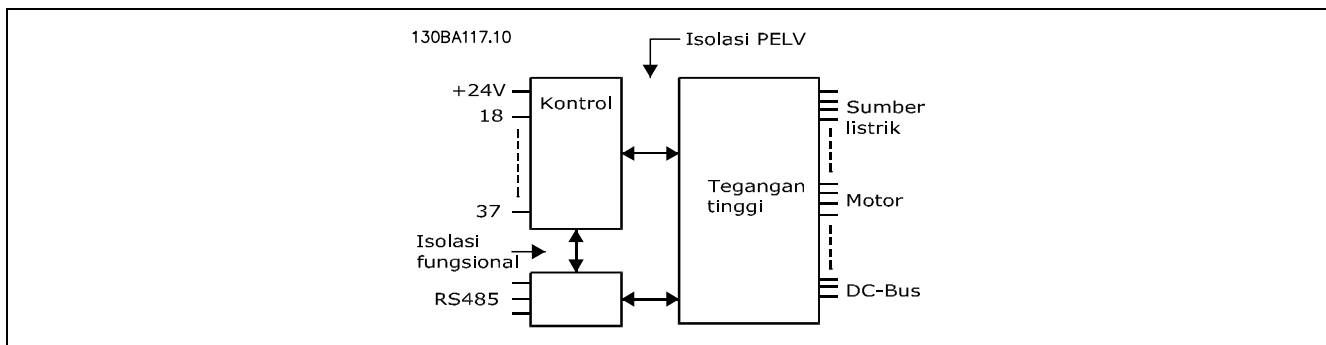 130BA117.10
Isolasi PELV
+24V
18
37
Kontrol
Tegangan
tinggi
Sumber
listrik
Motor
DC-Bus
Isolasi
fungsional
RS485